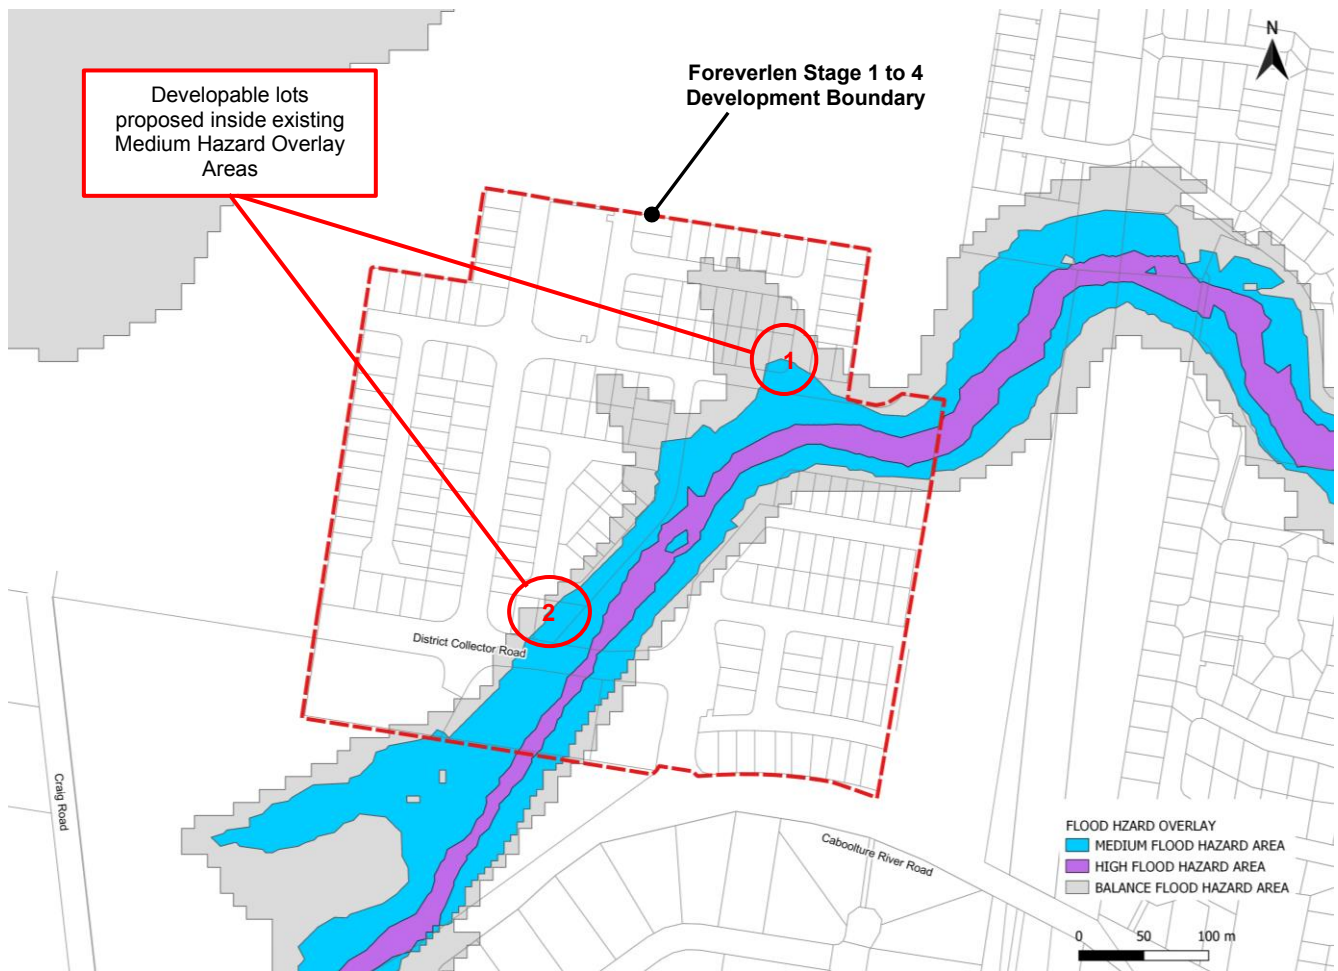 N
Foreverlen Stage 1 to 4
Development Boundary
Developable lots
proposed inside existing
Medium Hazard Overlay
Areas
1
2
District Collector Road
Craig Road
Caboolture River Road
FLOOD HZARD OVERLAY
MEDIUM FLOOD HAZARD AREA
HIGH FLOOD HAZARD AREA
BALANCE FLOOD HAZARD AREA
0 50 100 m